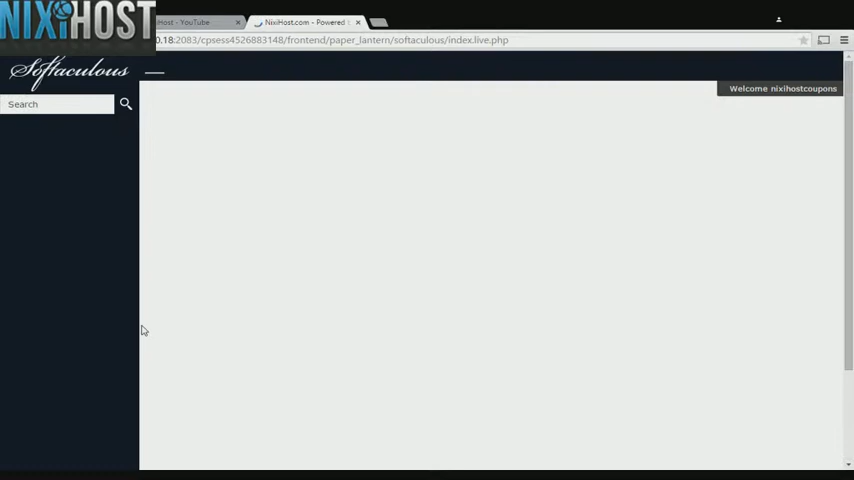 NIXIHOST
iHost - YouTube
NixiHost.com - Powered
0.18:2083/cpsess4526883148/frontend/paper_lantern/softaculous/index.live.php
Softaculous
Welcome nixihostcoupons
Search